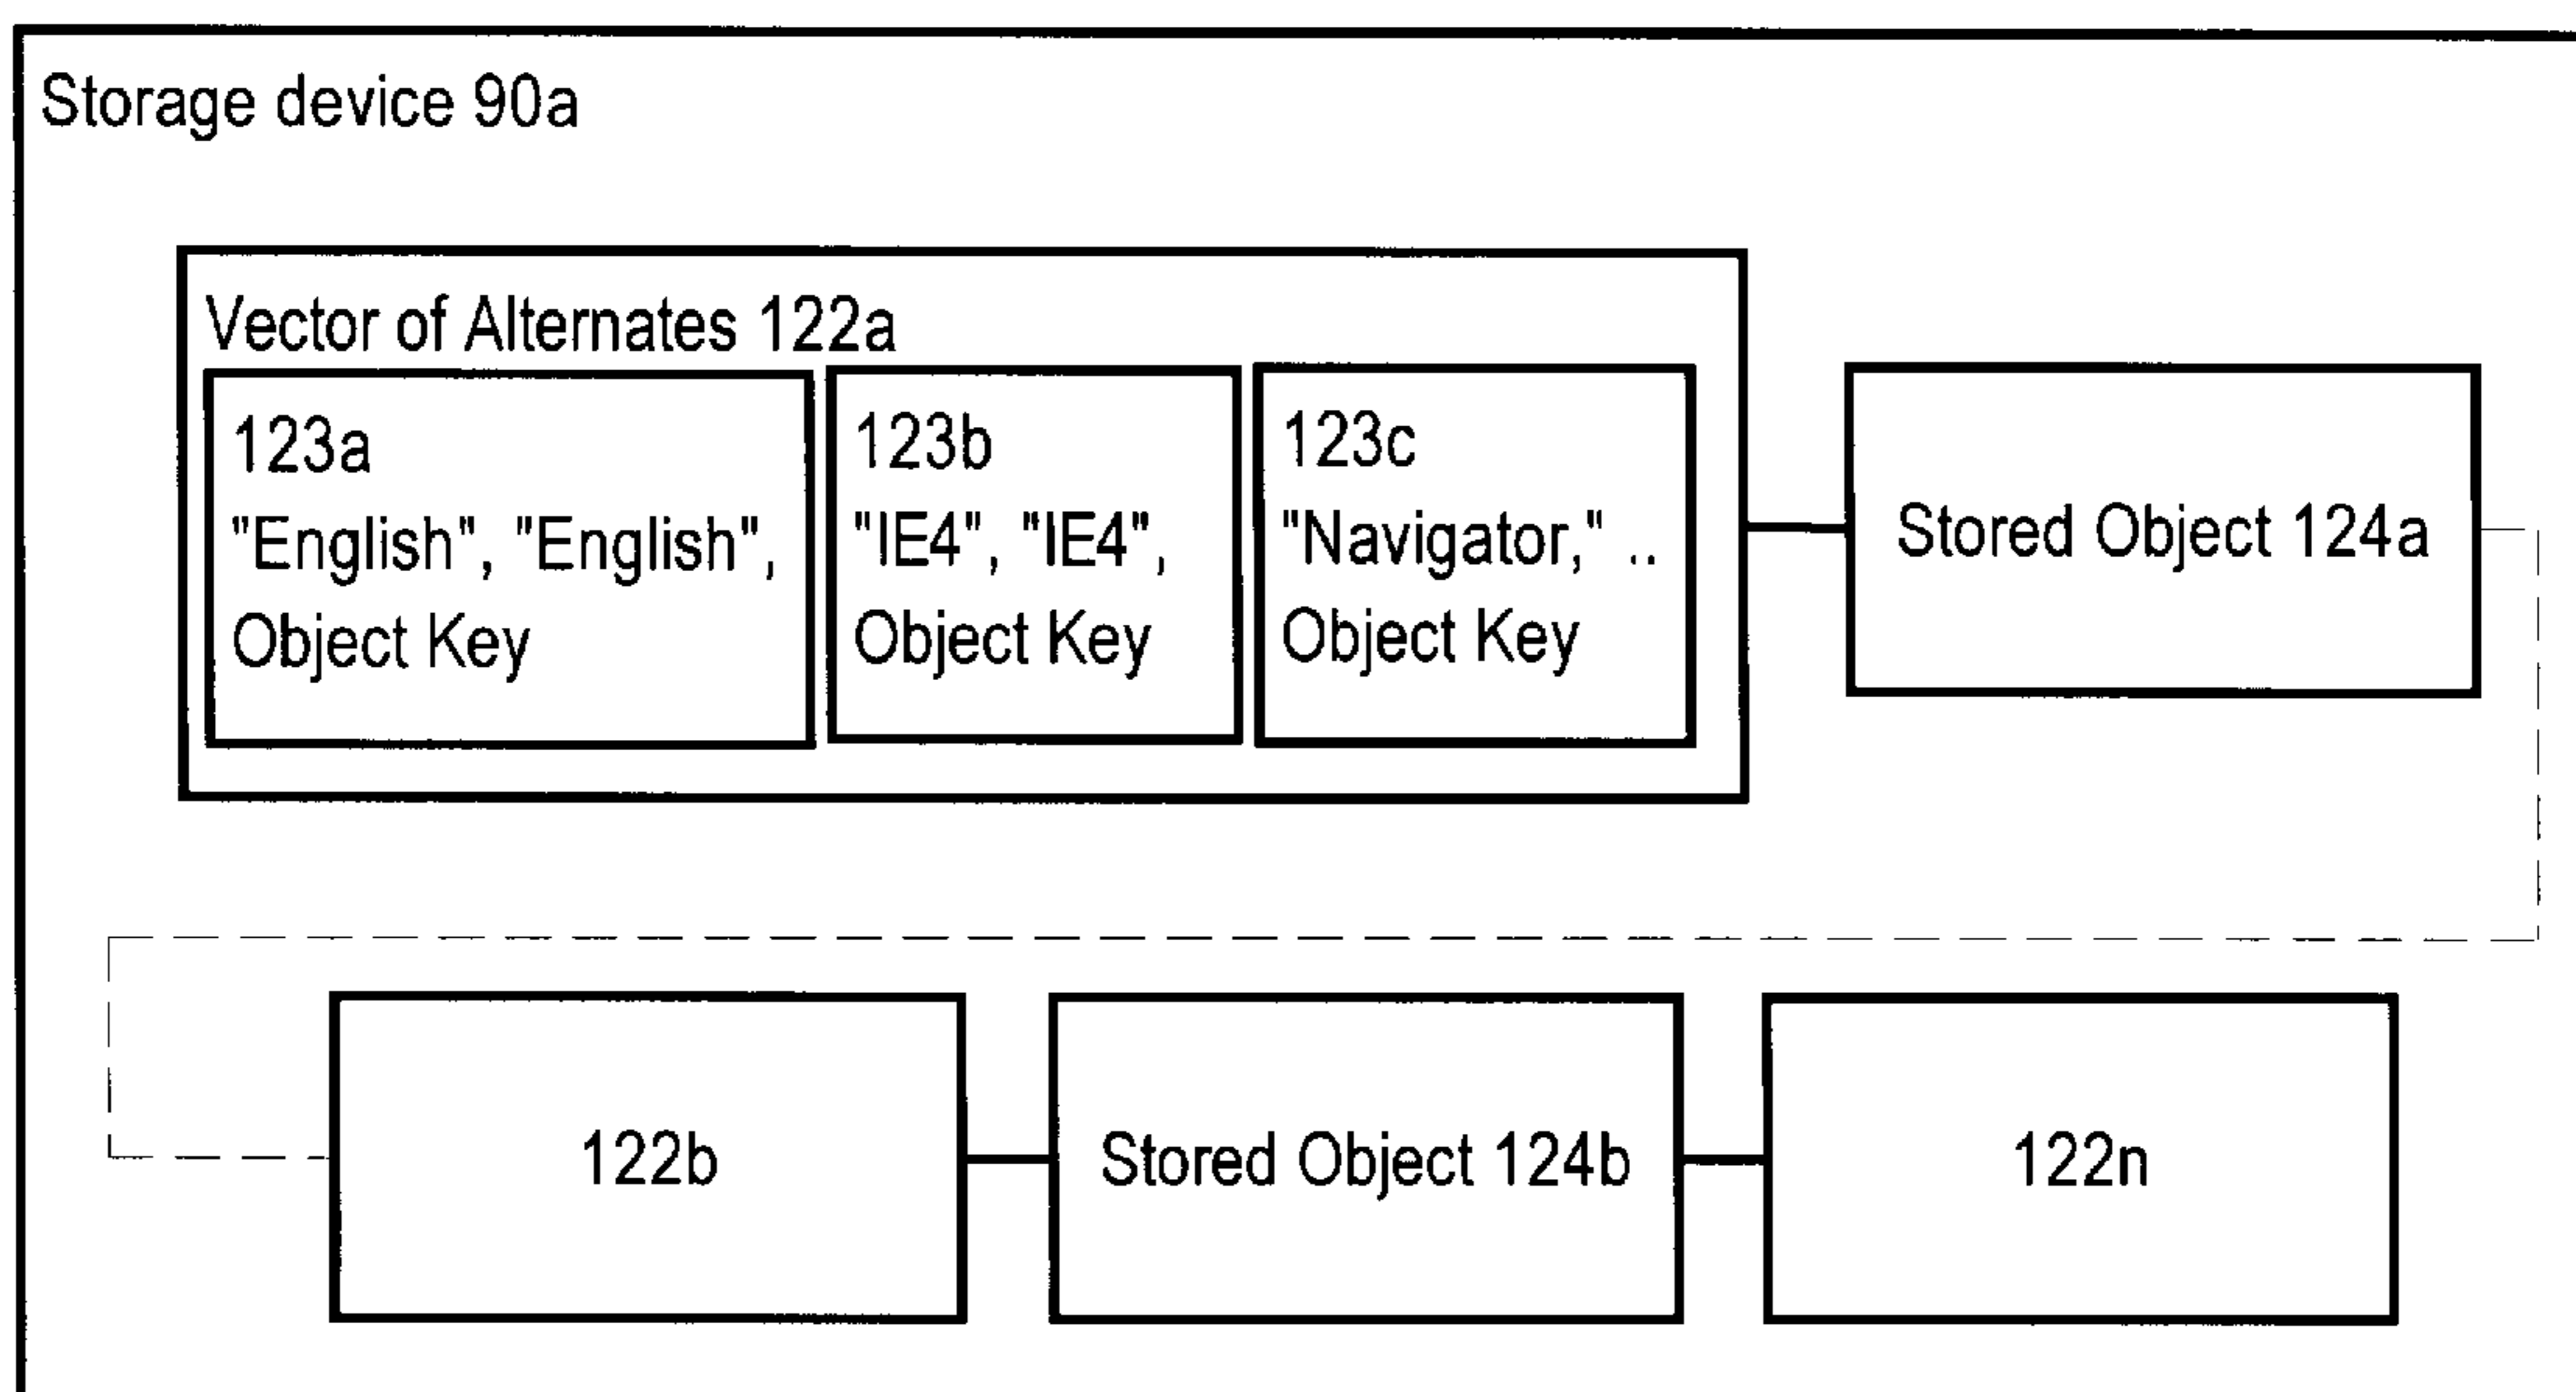 Storage device 90a
Vector of Alternates 122a
123a
"English", "English",
Object Key
123b
"IE4", "IE4",
Object Key
123c
"Navigator," ..
Object Key
Stored Object 124a
122b
Stored Object 124b
122n